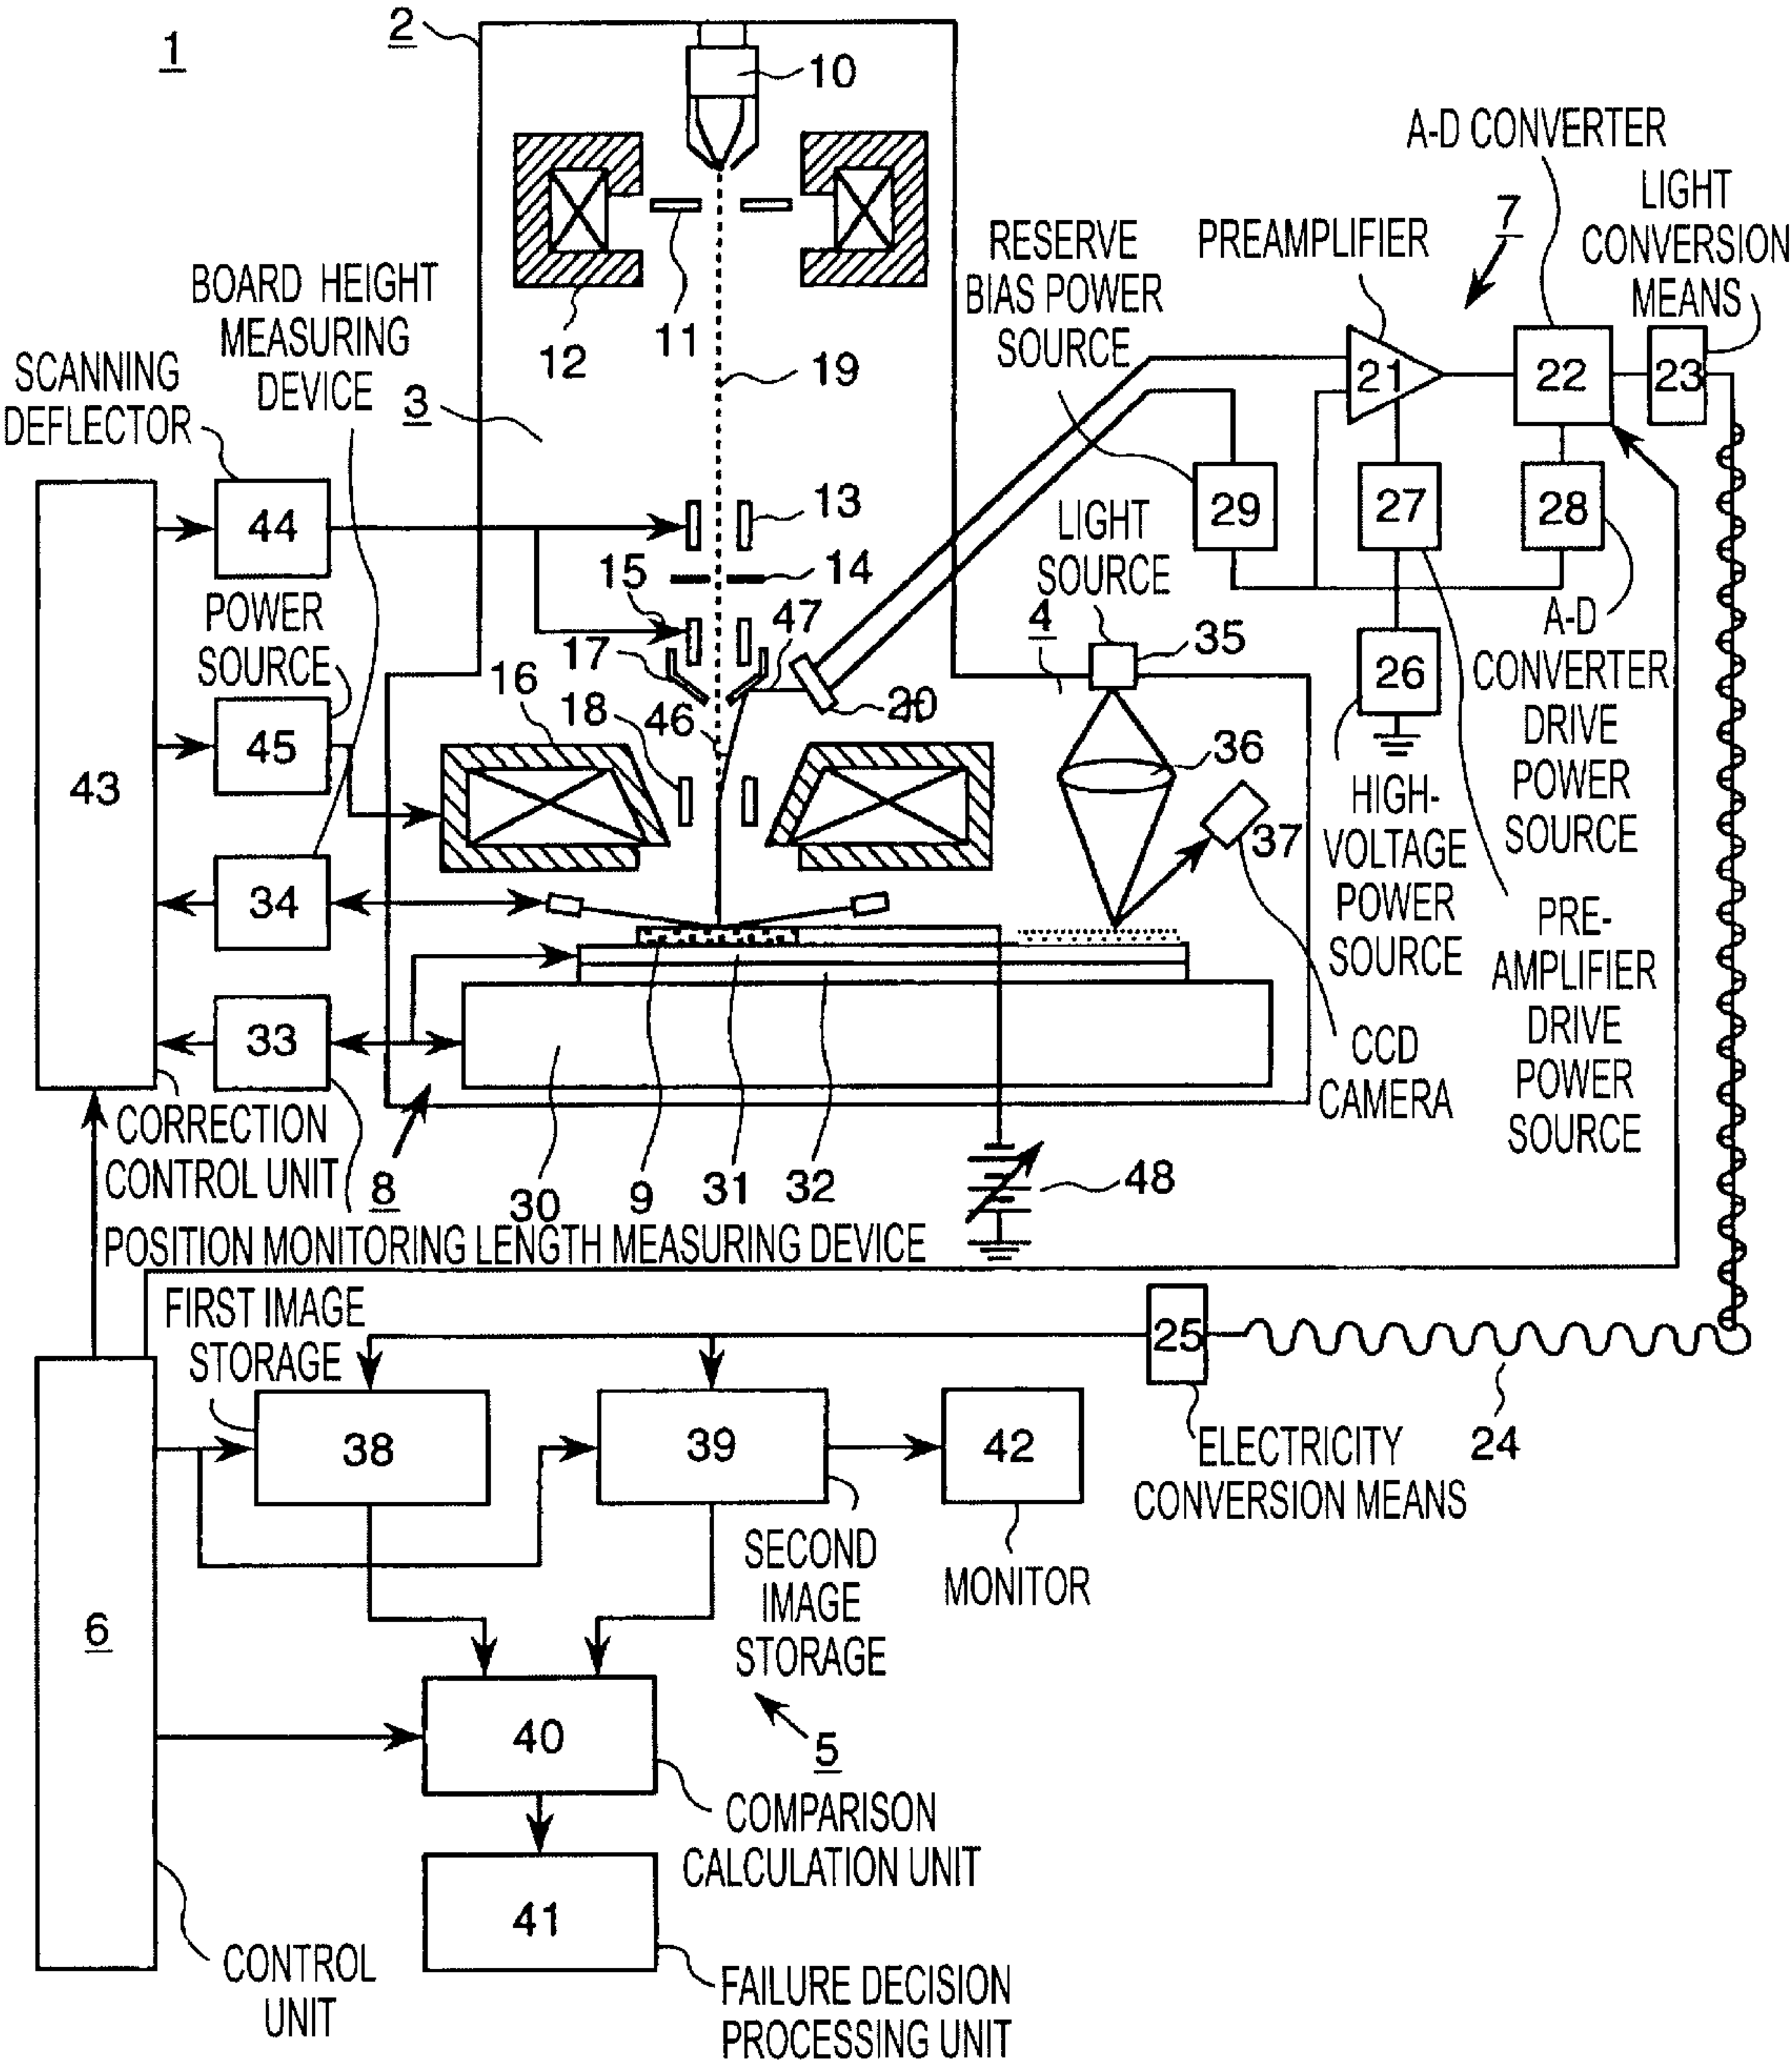 1
2
10
A-D CONVERTER
LIGHT
CONVERSION
MEANS
7
PREAMPLIFIER
RESERVE
BIAS POWER
SOURCE
BOARD HEIGHT
MEASURING
DEVICE
12
11
19
21
22
23
SCANNING
DEFLECTOR
3
44
13
29
27
28
LIGHT
SOURCE
15
14
47
4
35
17
POWER
SOURCE
16
18
46
20
26
A-D
CONVERTER
DRIVE
POWER
SOURCE
45
43
36
37
HIGH-
VOLTAGE
POWER
SOURCE
34
PRE-
AMPLIFIER
DRIVE
POWER
SOURCE
33
CCD
CAMERA
CORRECTION
CONTROL UNIT
8
30
9
31
32
48
POSITION MONITORING LENGTH MEASURING DEVICE
FIRST IMAGE
STORAGE
25
24
38
39
42
ELECTRICITY
CONVERSION MEANS
SECOND
IMAGE
STORAGE
MONITOR
6
40
5
COMPARISON
CALCULATION UNIT
41
CONTROL
UNIT
FAILURE DECISION
PROCESSING UNIT